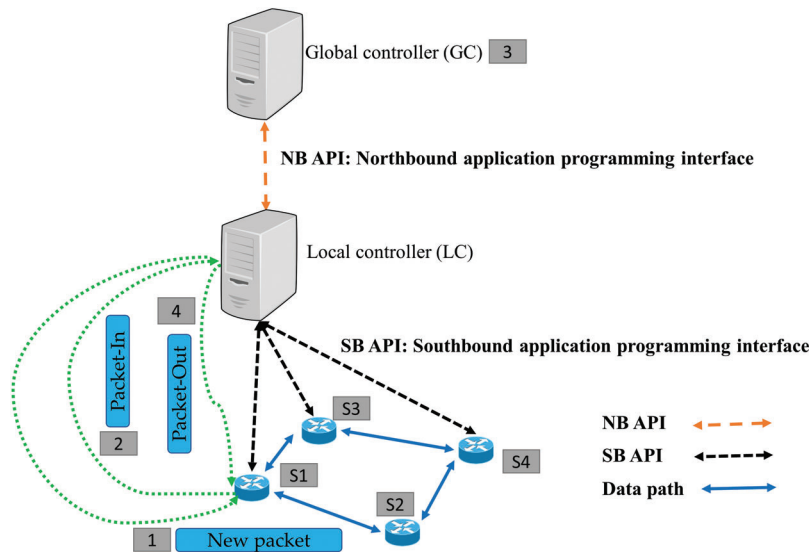 Global controller (GC) 3
NB API: Northbound application programming interface
Local controller (LC)
4
Packet-In
Packet-Out
SB API: Southbound application programming interface
2
S3
S4
S1
S2
NB API
SB API
Data path
1 New packet